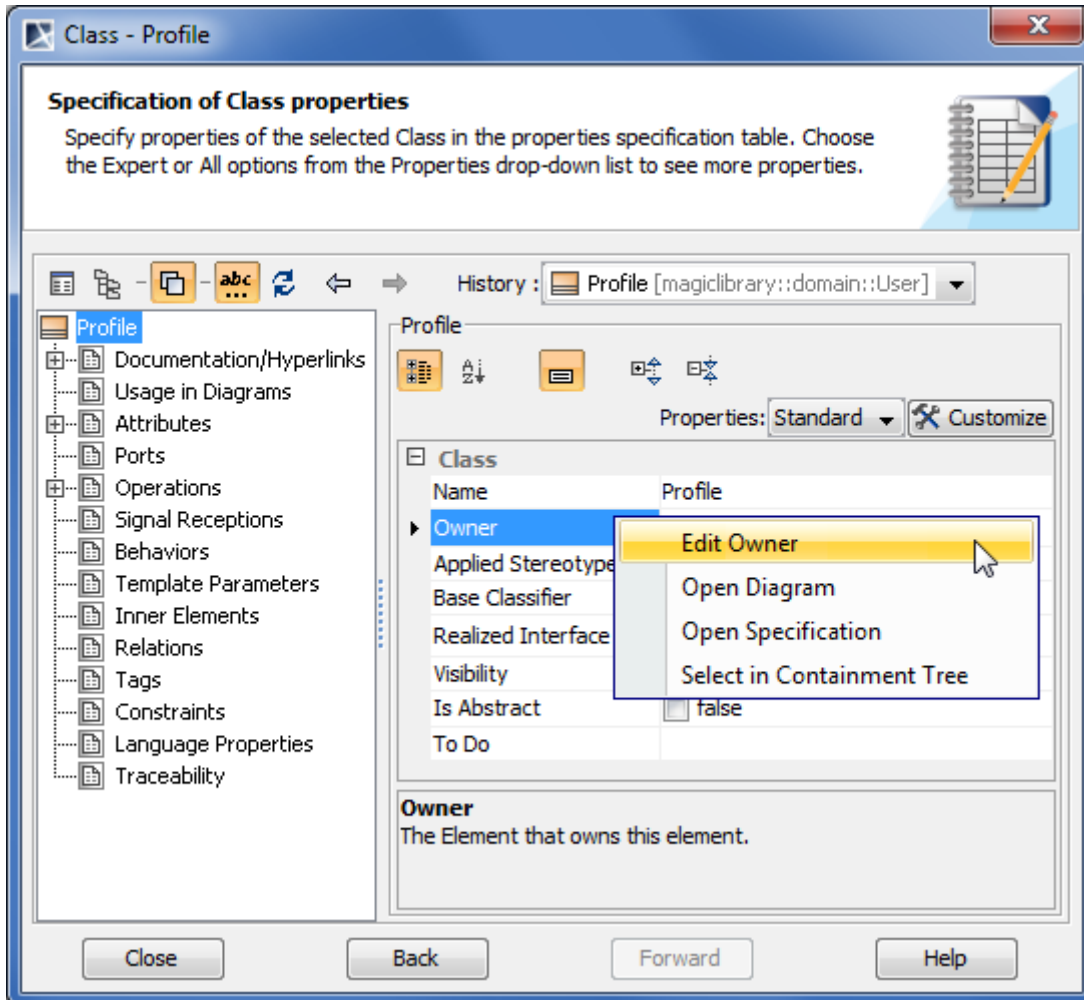 Class - Profile
Specification of Class properties
Specify properties of the selected Class in the properties specification table. Choose
the Expert or All options from the Properties drop-down list to see more properties.
abc
History : Profile [magiclibrary::domain::User]
Profile
Documentation/Hyperlinks
Usage in Diagrams
Attributes
Ports
Operations
Signal Receptions
Behaviors
Template Parameters
Inner Elements
Relations
Tags
Constraints
Language Properties
Traceability
Profile
A
Z
Properties: Standard Customize
Class
Name Profile
Owner
Applied Stereotype
Base Classifier
Realized Interface
Visibility
Is Abstract false
To Do
Edit Owner
Open Diagram
Open Specification
Select in Containment Tree
Owner
The Element that owns this element.
Close Back Forward Help